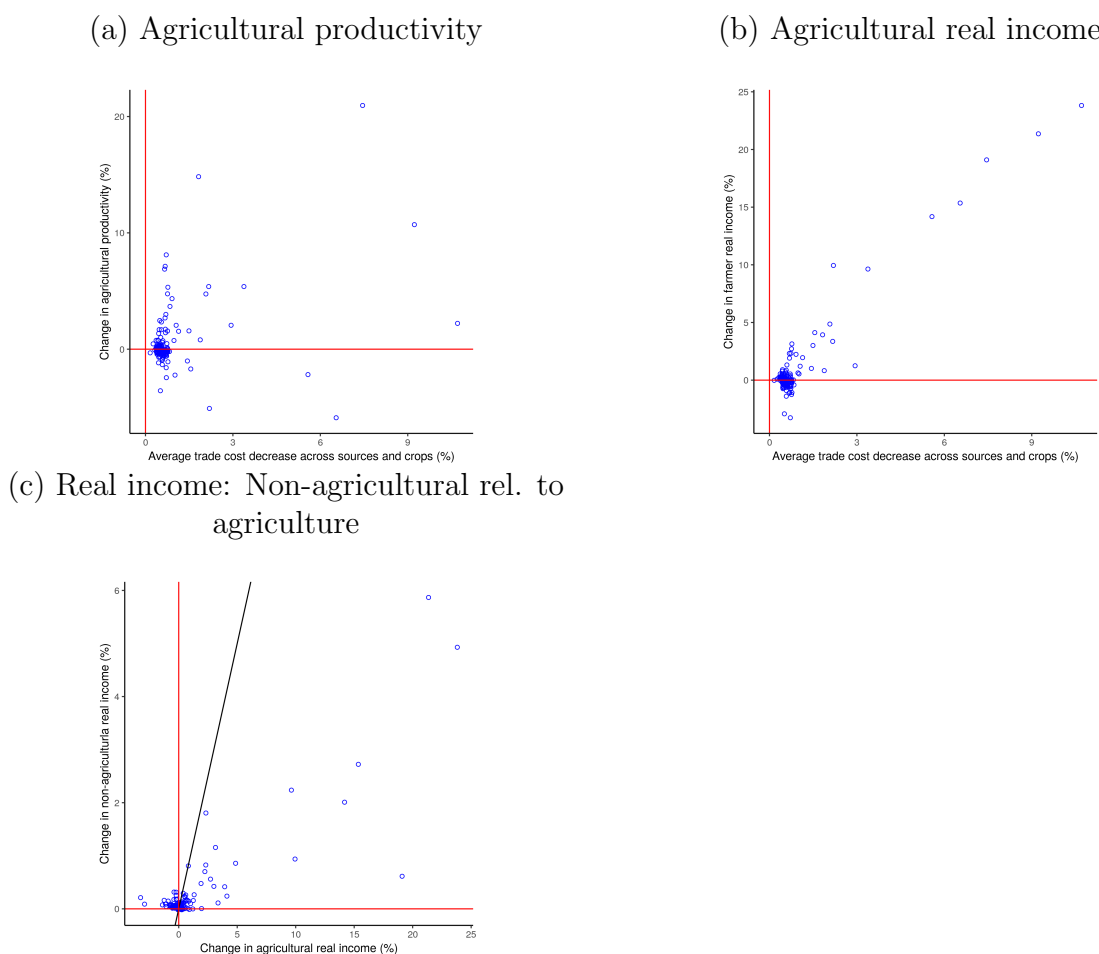 (a) Agricultural productivity
(b) Agricultural real income
20
10
0
Change in agricultural productivity (%)
0 3 6 9
Average trade cost decrease across sources and crops (%)
25
20
15
10
5
0
Change in farmer real income (%)
0 3 6 9
Average trade cost decrease across sources and crops (%)
(c) Real income: Non-agricultural rel. to
agriculture
6
4
2
0
Change in non-agriculturla real income (%)
0 5 10 15 20 25
Change in agricultural real income (%)